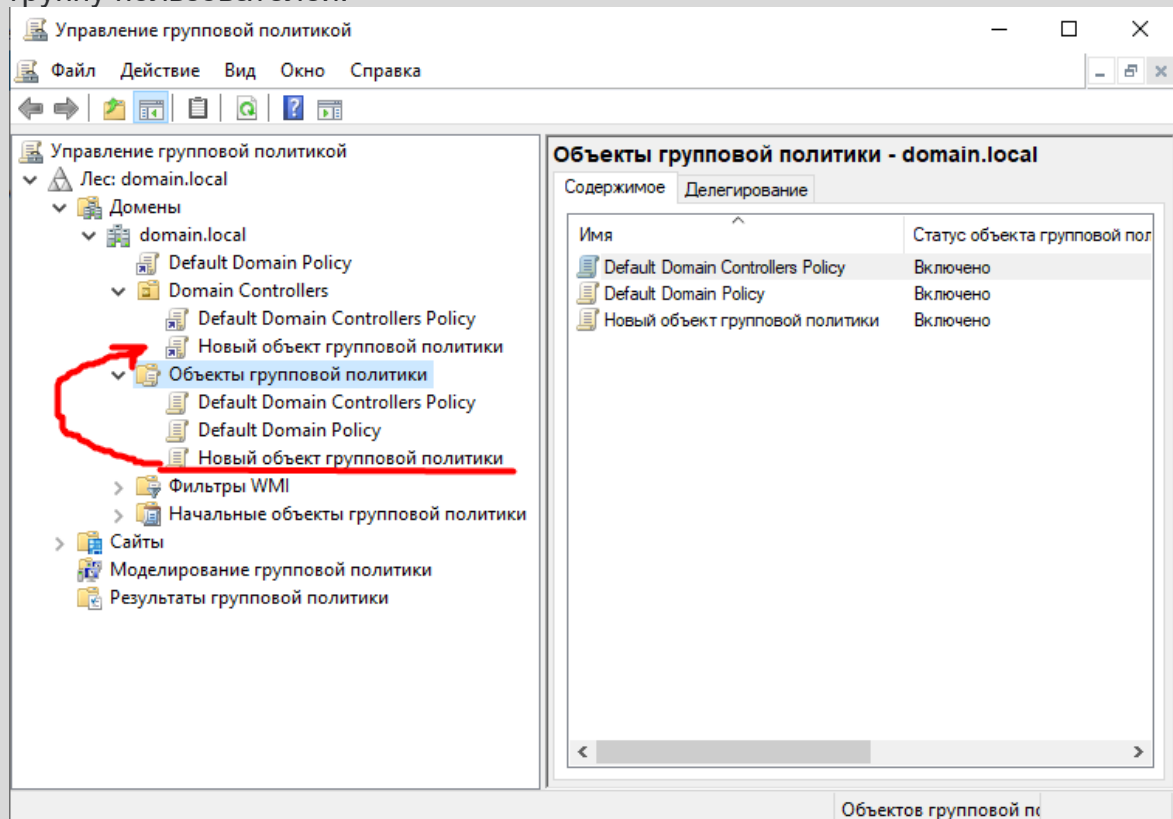 группу пользователей.
Управление групповой политикой
Файл Действие Вид Окно Справка
Управление групповой политикой
Лес: domain.local
Домены
domain.local
Default Domain Policy
Domain Controllers
Default Domain Controllers Policy
Новый объект групповой политики
Объекты групповой политики
Default Domain Controllers Policy
Default Domain Policy
Новый объект групповой политики
Фильтры WMI
Начальные объекты групповой политики
Сайты
Моделирование групповой политики
Результаты групповой политики
Объекты групповой политики - domain.local
Содержимое Делегирование
Имя Статус объекта групповой пол
Default Domain Controllers Policy Включено
Default Domain Policy Включено
Новый объект групповой политики Включено
Объектов групповой по